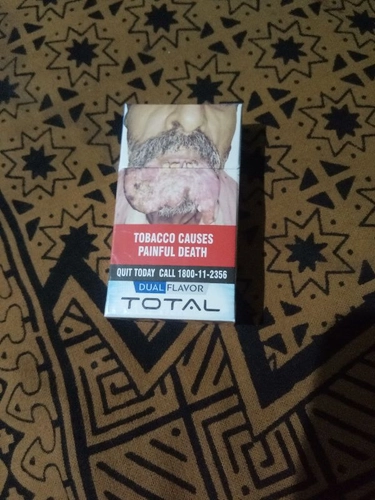 TOBACCO CAUSES
PAINFUL DEATH
QUIT TODAY CALL 1800-11-2356
DUAL FLAVOR
TOTAL